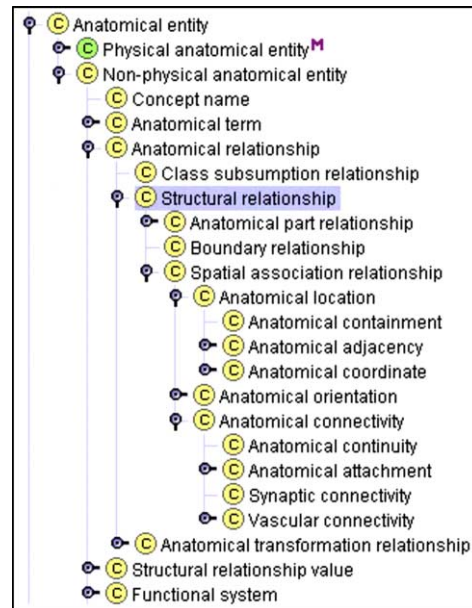 C Anatomical entity
C Physical anatomical entity M
C Non-physical anatomical entity
C Concept name
C Anatomical term
C Anatomical relationship
C Class subsumption relationship
C Structural relationship
C Anatomical part relationship
C Boundary relationship
C Spatial association relationship
C Anatomical location
C Anatomical containment
C Anatomical adjacency
C Anatomical coordinate
C Anatomical orientation
C Anatomical connectivity
C Anatomical continuity
C Anatomical attachment
C Synaptic connectivity
C Vascular connectivity
C Anatomical transformation relationship
C Structural relationship value
C Functional system